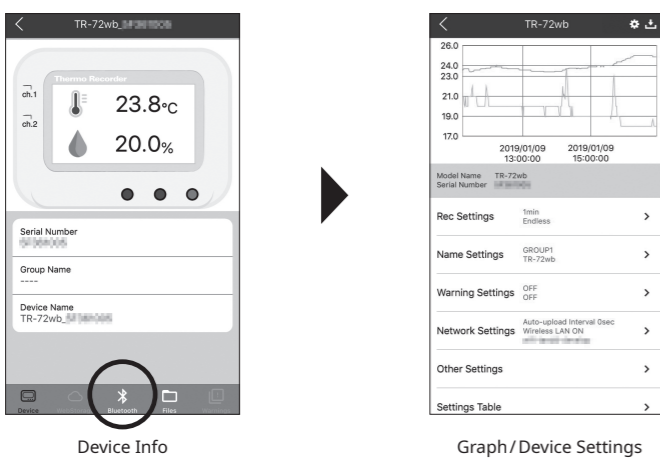 TR-72wb_
Thermo Recorder
ch.1
ch.2
23.8°C
20.0%
Serial Number
Group Name
----
Device Name
TR-72wb_
Device
Bluetooth
Files
Device Info
TR-72wb
26.0
24.0
23.0
21.0
19.0
17.0
2019/01/09 2019/01/09
13:00:00 15:00:00
Model Name TR-72wb
Serial Number
Rec Settings 1min
Endless
Name Settings GROUP1
TR-72wb
Warning Settings OFF
OFF
Network Settings Auto-upload Interval 0sec
Wireless LAN ON
Other Settings
Settings Table
Graph/Device Settings